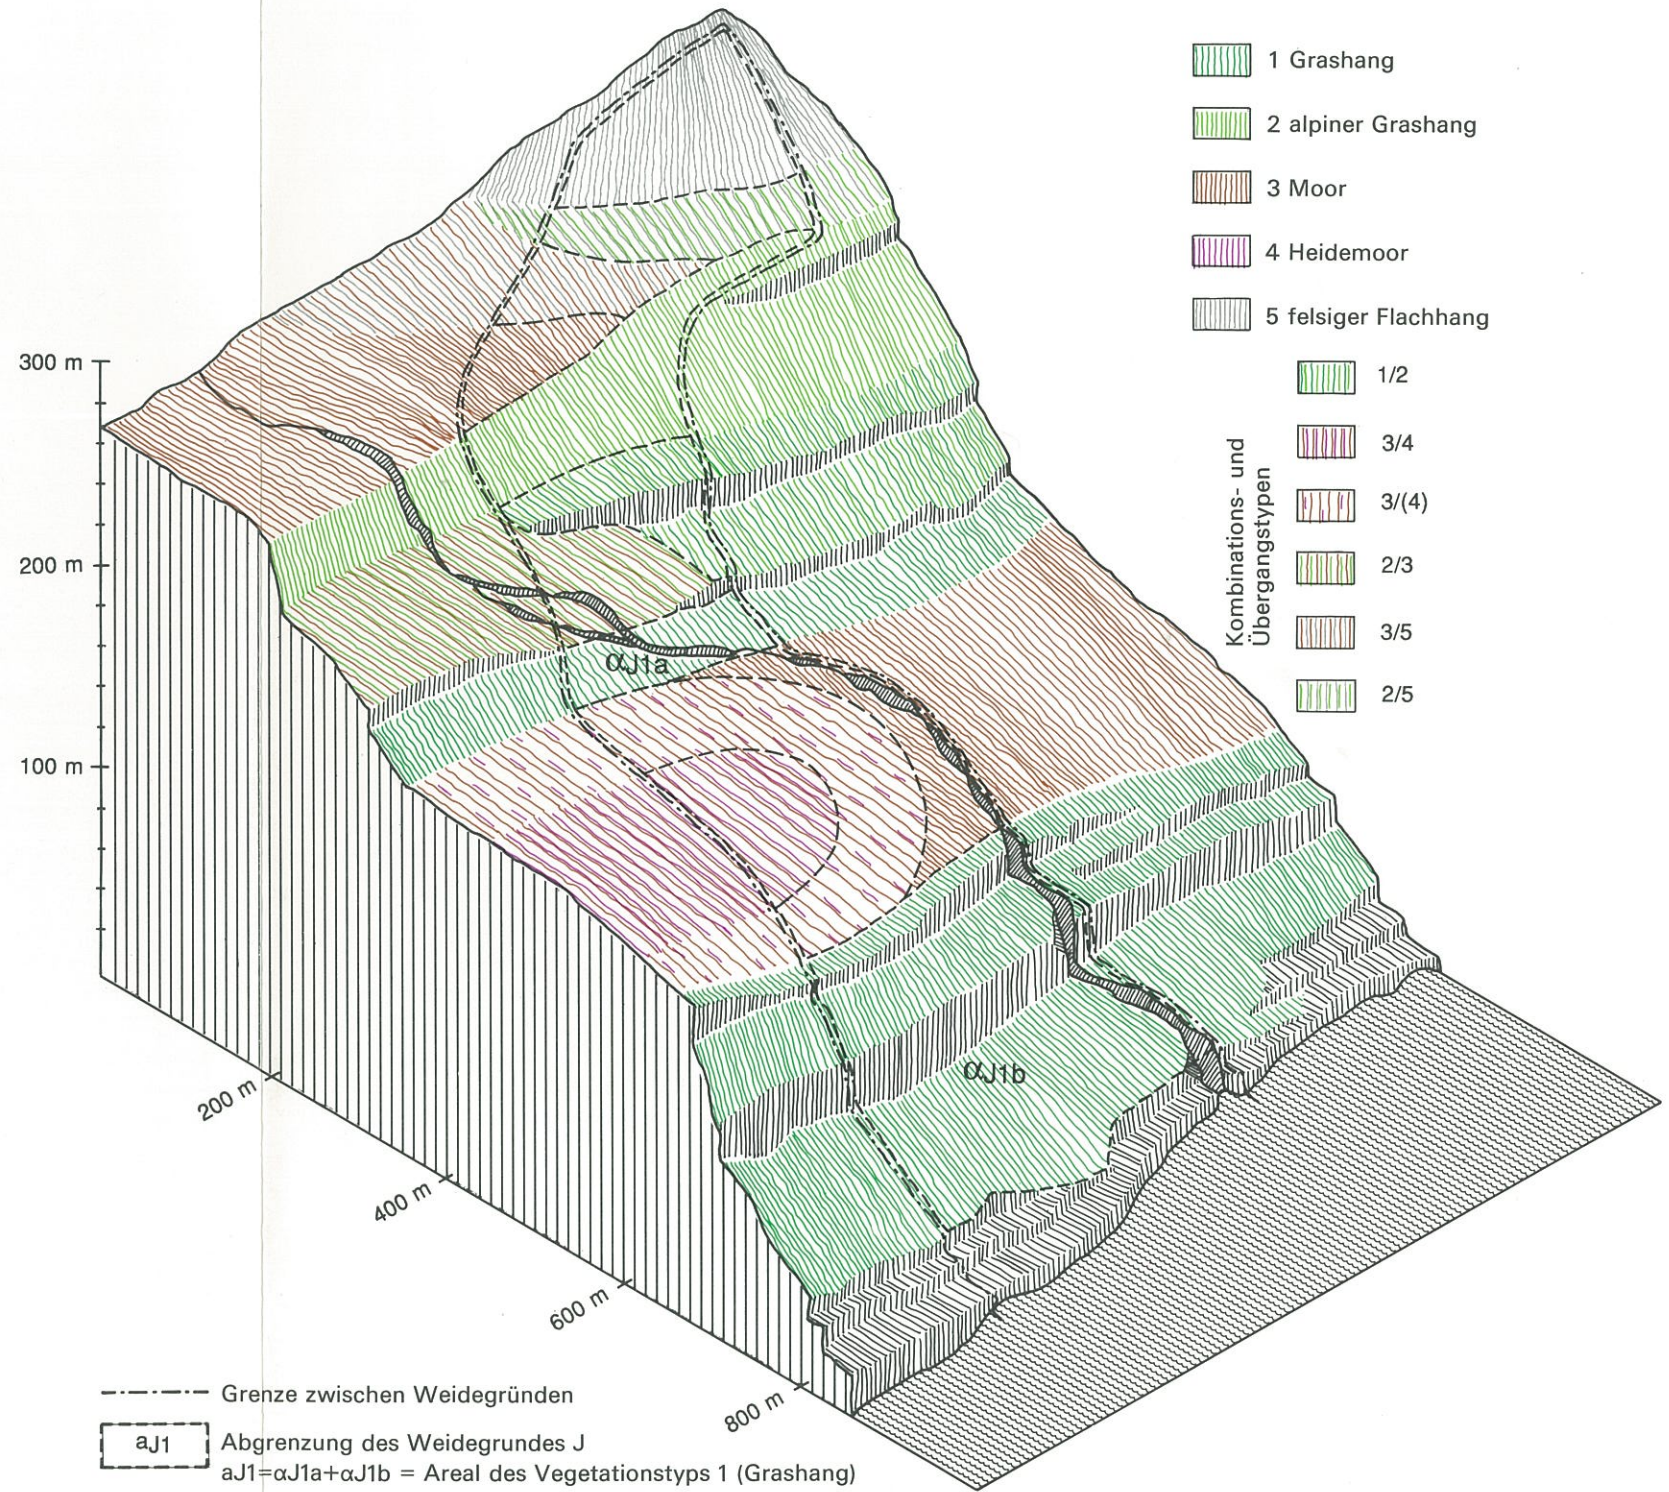 1 Grashang
2 alpiner Grashang
3 Moor
4 Heidemoor
5 felsiger Flachhang
Kombinations- und
Übergangstypen
1/2
3/4
3/(4)
2/3
3/5
2/5
300 m
200 m
100 m
αJ1a
αJ1b
200 m
400 m
600 m
800 m
Grenze zwischen Weidegründen
aJ1
Abgrenzung des Weidegrundes J
aJ1=αJ1a+αJ1b = Areal des Vegetationstyps 1 (Grashang)